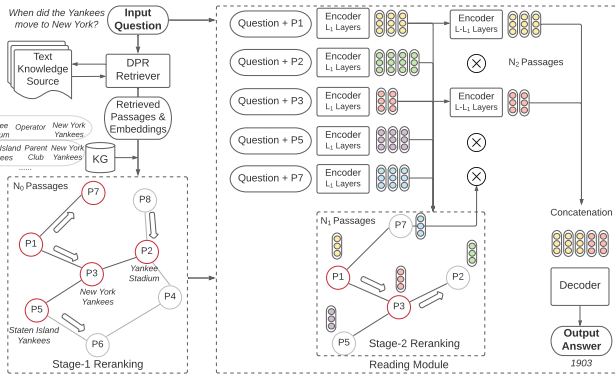 When did the Yankees
move to New York?
Input
Question
Text
Knowledge
Source
DPR
Retriever
Retrieved
Passages &
Embeddings
Operator
New York
Yankees
Island
Parent
Club
New York
Yankees
......
KG
N0 Passages
P7
P8
P1
P2
Yankee
Stadium
P3
New York
Yankees
P4
P5
Staten Island
Yankees
P6
Stage-1 Reranking
Question + P1
Encoder
L1 Layers
Encoder
L-L1 Layers
Question + P2
Encoder
L1 Layers
N2 Passages
Question + P3
Encoder
L1 Layers
Encoder
L-L1 Layers
Question + P5
Encoder
L1 Layers
Question + P7
Encoder
L1 Layers
N1 Passages
P7
P1
P2
P3
P5
Stage-2 Reranking
Reading Module
Concatenation
Decoder
Output
Answer
1903